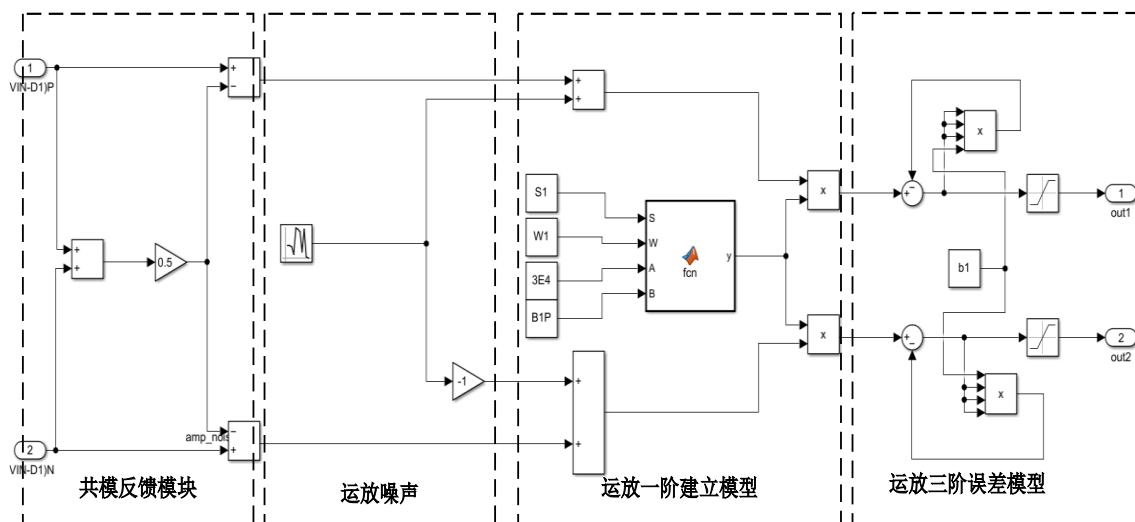 1
VIN-D1)P
+
−
+
+
0.5
amp_nois
−
+
2
VIN-D1)N
共模反馈模块
-1
运放噪声
+
+
S1
W1
3E4
B1P
S
W
A
B
fcn
y
+
+
x
x
运放一阶建立模型
x
+
−
1
out1
b1
+
−
2
out2
x
运放三阶误差模型